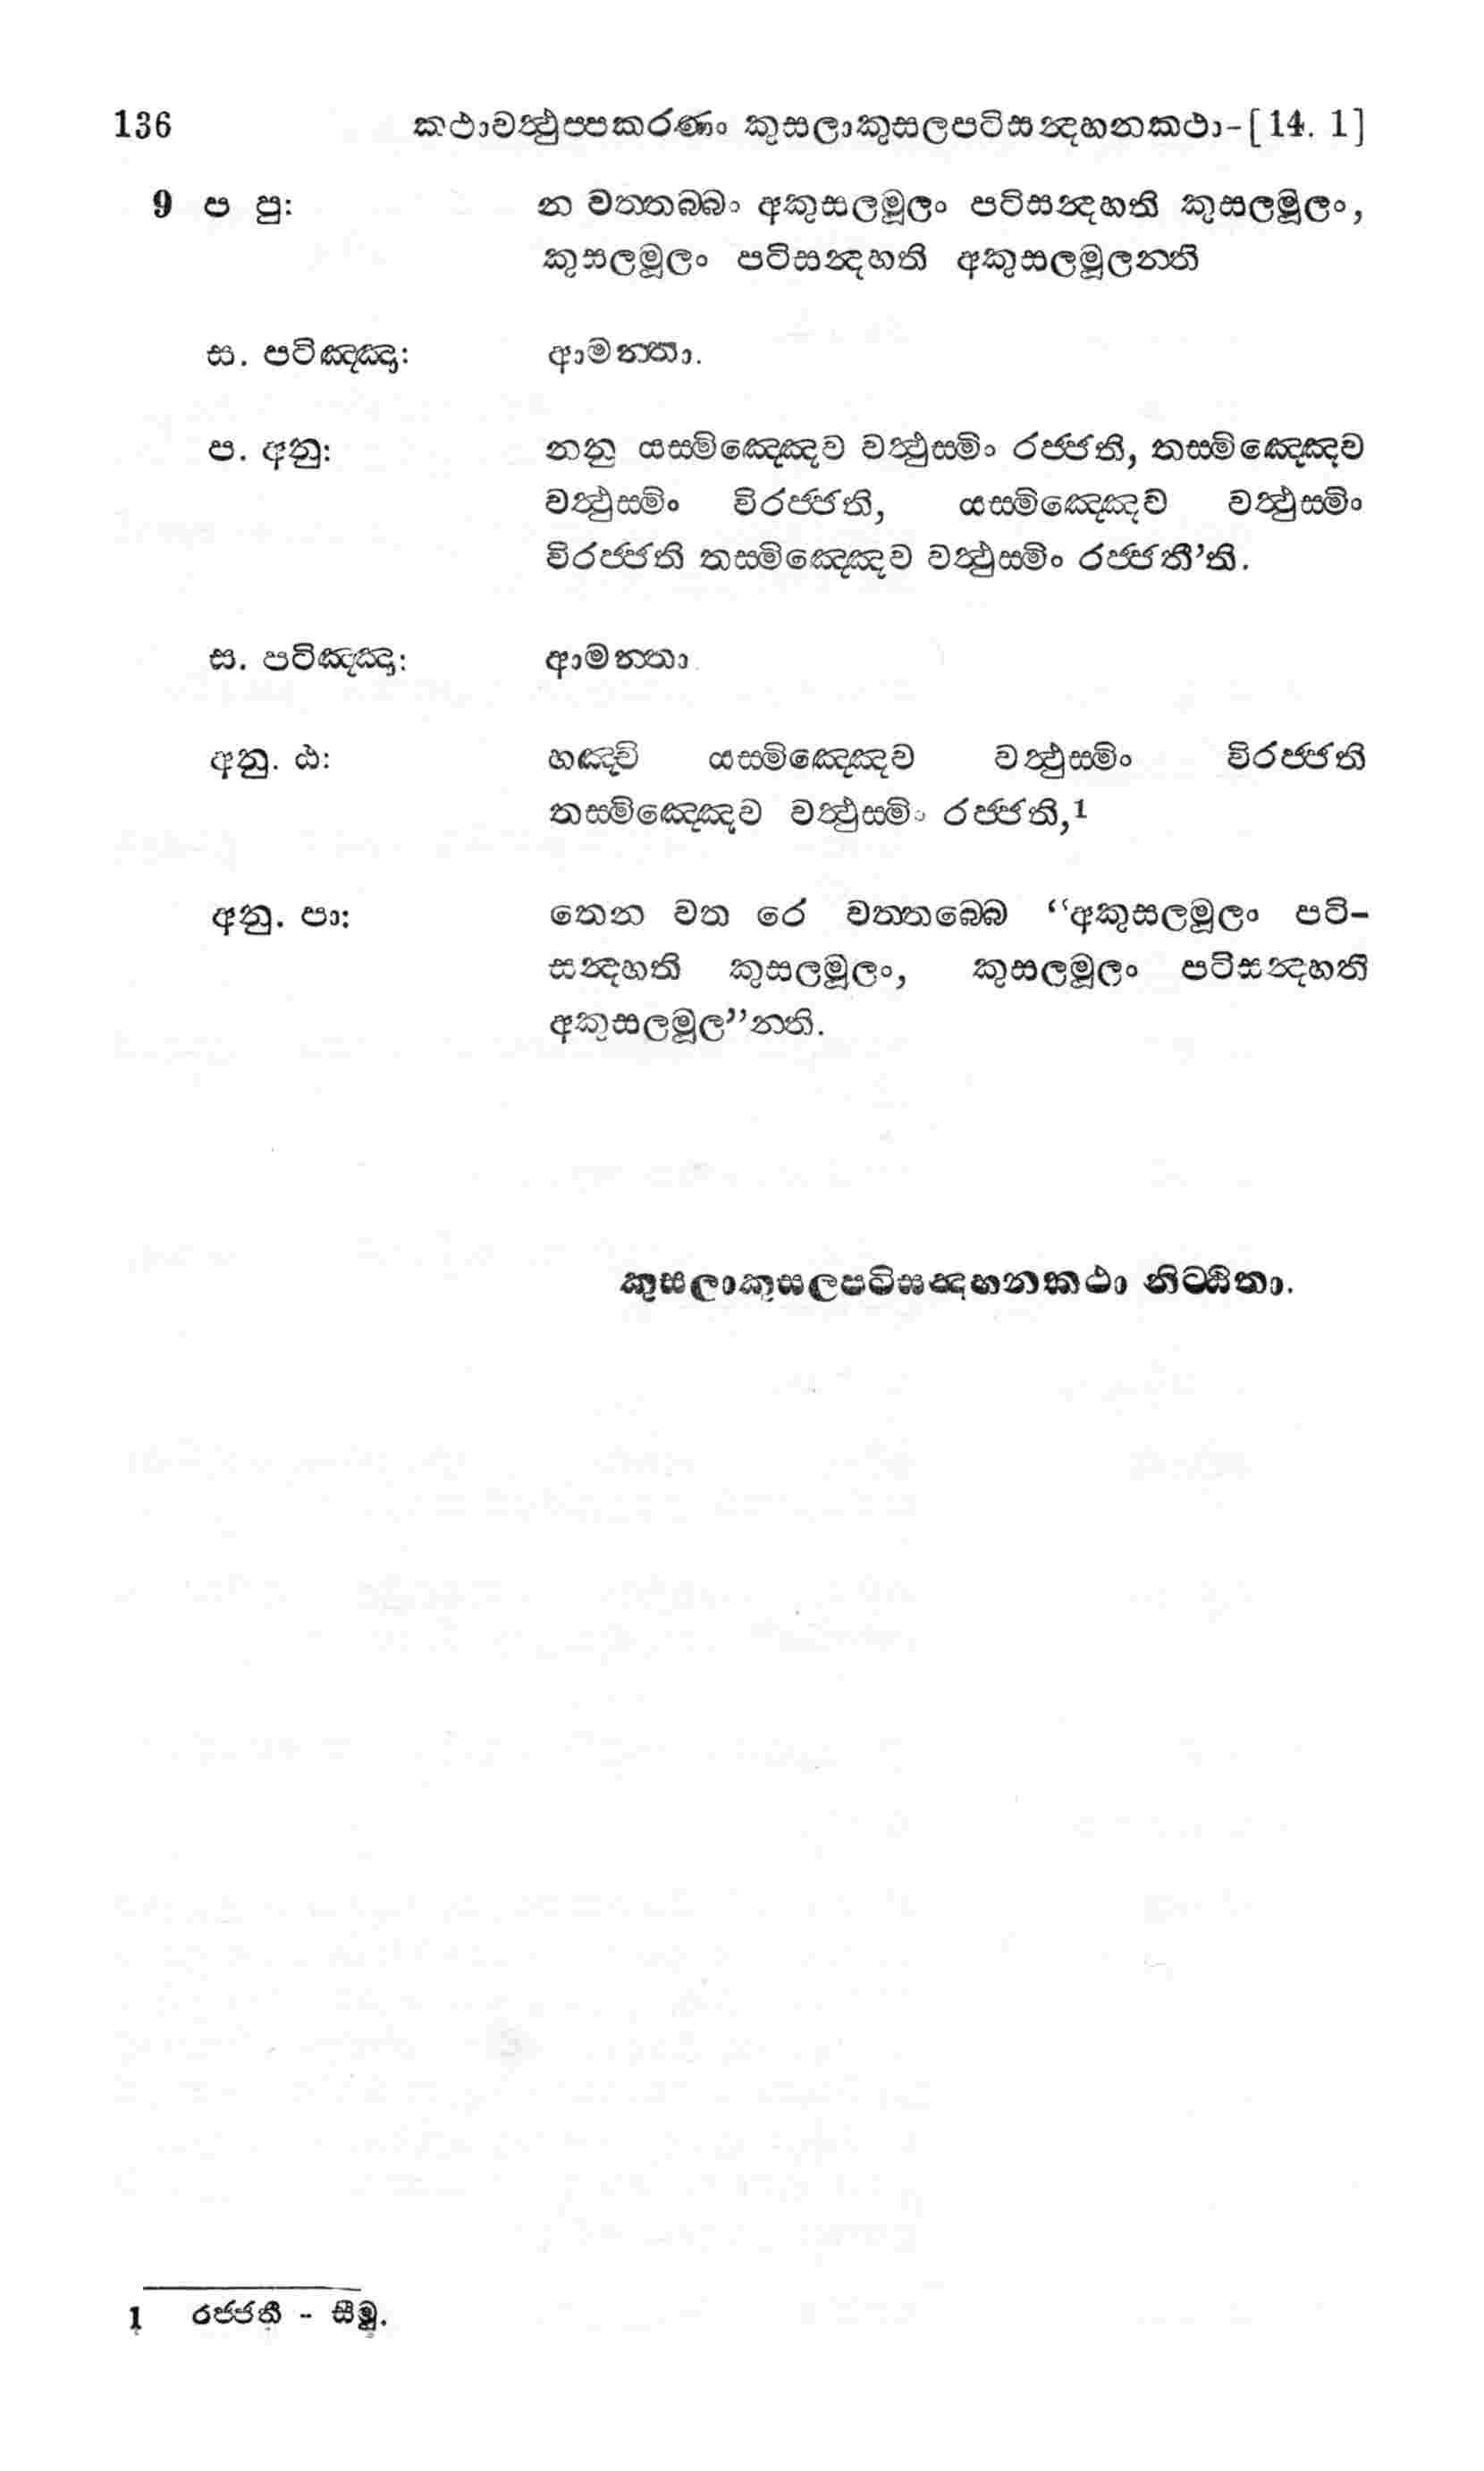 136 කථාවත්‍ථුප‍්පකරණං කුසලාකුසලපටිසන්‍දහනකථා-[14. 1]
9 ප පු: න වත‍්තබ‍්බං අකුසලමූලං පටිසන්‍දහති කුසලමූලං,
කුසලමූලං පටිසන්‍දහති අකුසලමූලන‍්ති
ස. පටිඤ‍්ඤා: ආමන‍්තා.
ප. අනු: නනු යස‍්මිඤ‍්ඤෙව වත්‍ථුස‍්මිං රජ‍්ජති, තස‍්මිඤ‍්ඤෙව
වත්‍ථුස‍්මිං විරජ‍්ජති, යස‍්මිඤ‍්ඤෙව වත්‍ථුස‍්මිං
විරජ‍්ජති තස‍්මිඤ‍්ඤෙව වත්‍ථුස‍්මිං රජ‍්ජතී’ති.
ස. පටිඤ‍්ඤා: ආමන‍්තා
අනු. ඨ: හඤ‍්චි යස‍්මිඤ‍්ඤෙව වත්‍ථුස‍්මිං විරජ‍්ජති
තස‍්මිඤ‍්ඤෙව වත්‍ථුස‍්මිං රජ‍්ජති,1
අනු. පා: තෙන වත රෙ වත‍්තබ‍්බෙ “අකුසලමූලං පටි-
සන්‍දහති කුසලමූලං, කුසලමූලං පටිසන්‍දහතී
අකුසලමූල”න‍්ති.
කුසලාකුසලපටිසන්‍දහනකථා නිට‍්ඨිතා.
1 රජ‍්ජතී - සීමු.